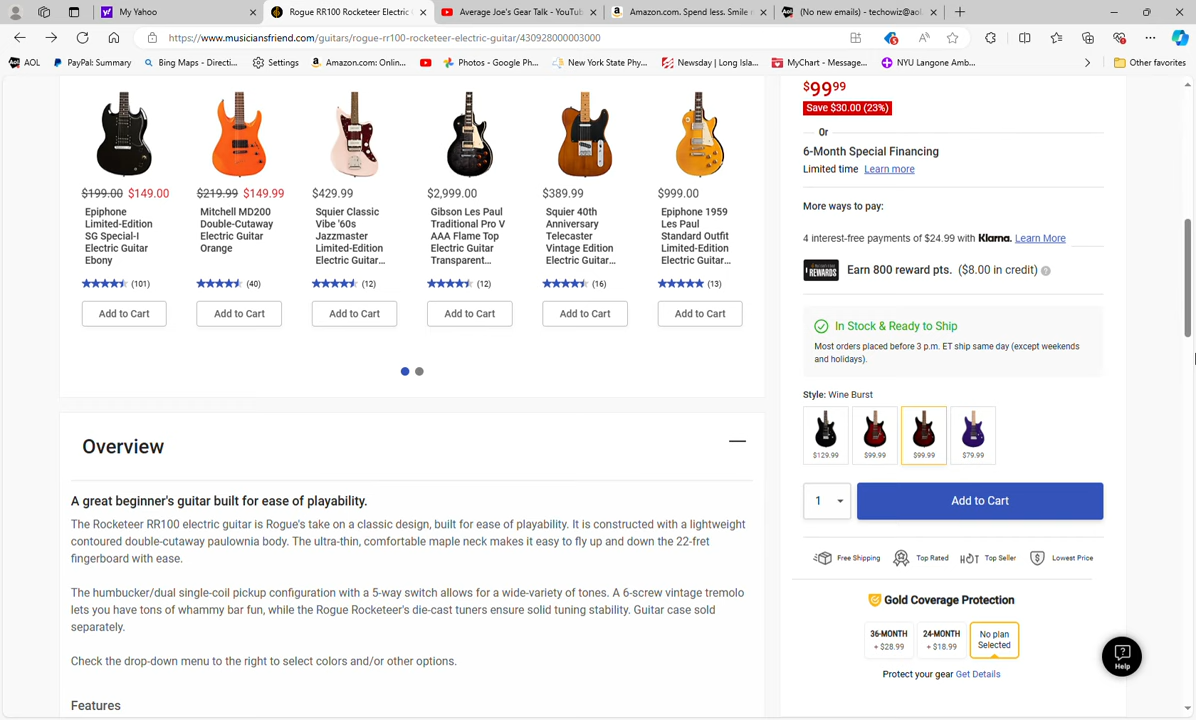 My Yahoo
Rogue RR100 Rocketeer Electric
Average Joe's Gear Talk - YouTub
Amazon.com. Spend less. Smile
(No new emails) - techowiz@aol
https://www.musiciansfriend.com/guitars/rogue-rr100-rocketeer-electric-guitar/430928000003000
AOL
PayPal: Summary
Bing Maps - Directi...
Settings
Amazon.com: Onlin...
Photos - Google Ph...
New York State Phy...
Newsday | Long Isla...
MyChart - Message...
NYU Langone Amb...
Other favorites
$199.00 $149.00
Epiphone
Limited-Edition
SG Special-I
Electric Guitar
Ebony
(101)
Add to Cart
$219.99 $149.99
Mitchell MD200
Double-Cutaway
Electric Guitar
Orange
(40)
Add to Cart
$429.99
Squier Classic
Vibe '60s
Jazzmaster
Limited-Edition
Electric Guitar...
(12)
Add to Cart
$2,999.00
Gibson Les Paul
Traditional Pro V
AAA Flame Top
Electric Guitar
Transparent...
(12)
Add to Cart
$389.99
Squier 40th
Anniversary
Telecaster
Vintage Edition
Electric Guitar...
(16)
Add to Cart
$999.00
Epiphone 1959
Les Paul
Standard Outfit
Limited-Edition
Electric Guitar...
(13)
Add to Cart
Overview
A great beginner's guitar built for ease of playability.
The Rocketeer RR100 electric guitar is Rogue's take on a classic design, built for ease of playability. It is constructed with a lightweight
contoured double-cutaway paulownia body. The ultra-thin, comfortable maple neck makes it easy to fly up and down the 22-fret
fingerboard with ease.
The humbucker/dual single-coil pickup configuration with a 5-way switch allows for a wide-variety of tones. A 6-screw vintage tremolo
lets you have tons of whammy bar fun, while the Rogue Rocketeer's die-cast tuners ensure solid tuning stability. Guitar case sold
separately.
Check the drop-down menu to the right to select colors and/or other options.
Features
$9999
Save $30.00 (23%)
Or
6-Month Special Financing
Limited time Learn more
More ways to pay:
4 interest-free payments of $24.99 with Klarna. Learn More
REWARDS
Earn 800 reward pts. ($8.00 in credit) ?
In Stock & Ready to Ship
Most orders placed before 3 p.m. ET ship same day (except weekends
and holidays).
Style: Wine Burst
$129.99
$99.99
$99.99
$79.99
1
Add to Cart
Free Shipping
HOT
Top Rated
Top Seller
Lowest Price
Gold Coverage Protection
36-MONTH
+ $28.99
24-MONTH
+ $18.99
No plan
Selected
Protect your gear Get Details
Help